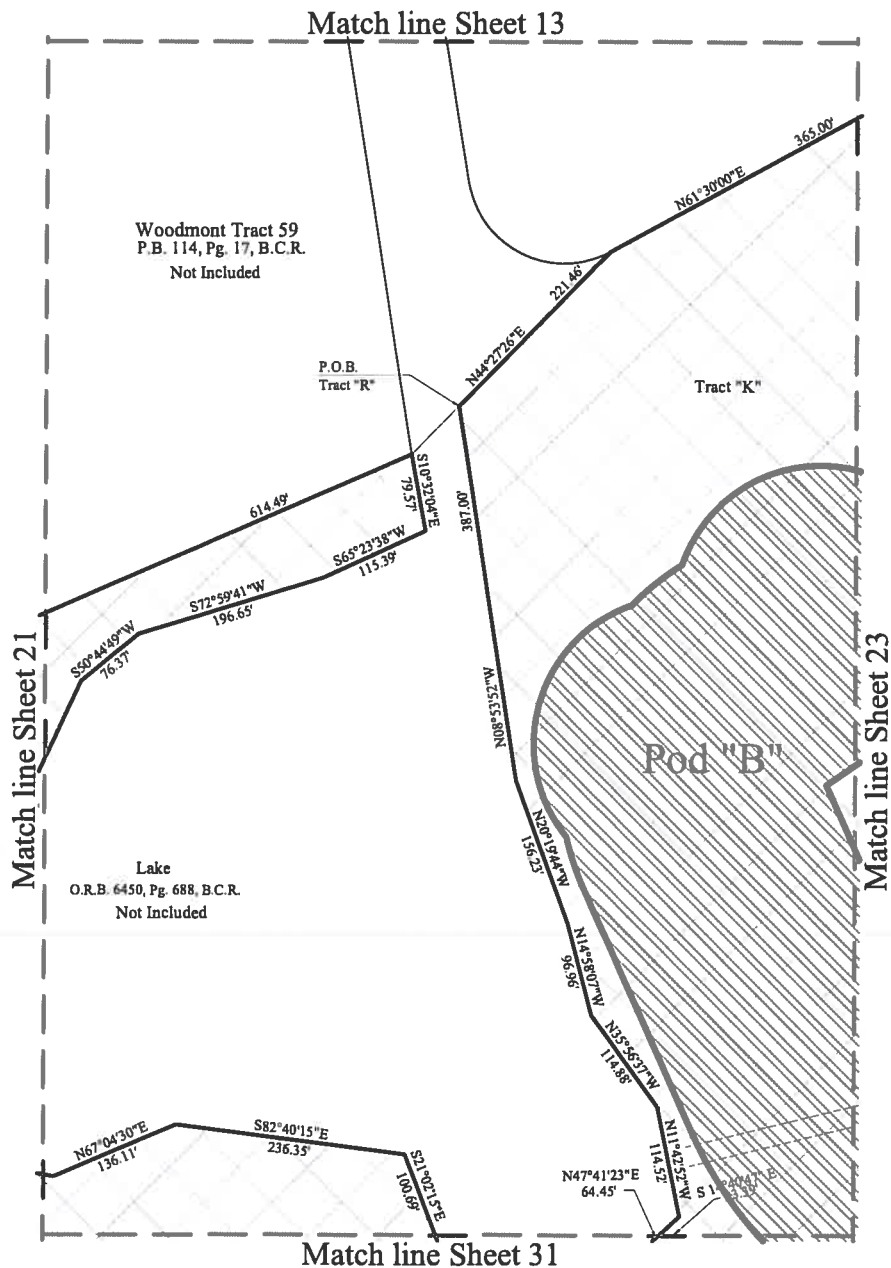 Match line Sheet 13
365.00'
N61°30'00"E
Woodmont Tract 59
P.B. 114, Pg. 17, B.C.R.
Not Included
221.46'
N44°27'26"E
P.O.B.
Tract "R"
Tract "K"
S10°32'04"E
79.57'
614.49'
387.00'
S65°23'38"W
115.39'
S72°59'41"W
196.65'
S50°44'49"W
76.37'
Match line Sheet 21
Match line Sheet 23
N08°53'52"W
Pod "B"
N20°19'44"W
156.23'
Lake
O.R.B. 6450, Pg. 688, B.C.R.
Not Included
N14°58'07"W
96.96'
N35°56'37"W
114.88'
N67°04'30"E
136.11'
S82°40'15"E
236.35'
S21°02'15"E
100.69'
N11°42'52"W
114.52'
N47°41'23"E
64.45'
Match line Sheet 31